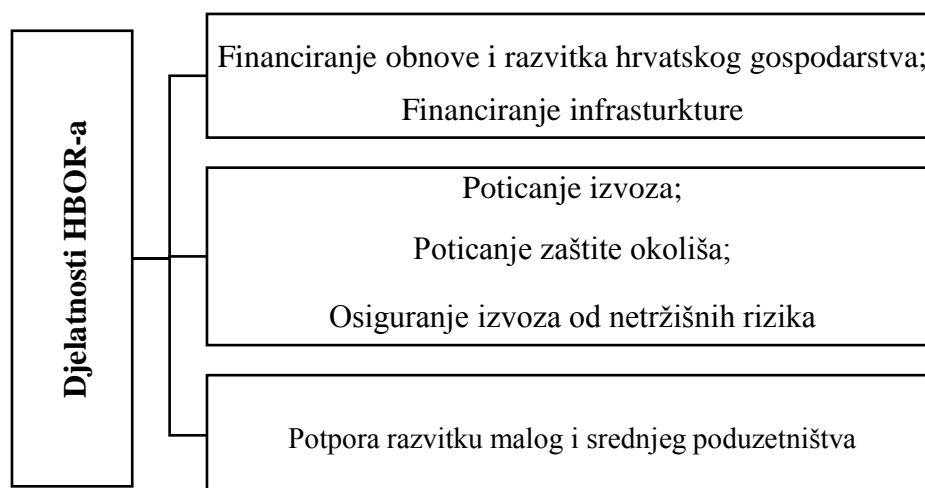 Djelatnosti HBOR-a
Financiranje obnove i razvitka hrvatskog gospodarstva;
Financiranje infrasturkture
Poticanje izvoza;
Poticanje zaštite okoliša;
Osiguranje izvoza od netržišnih rizika
Potpora razvitku malog i srednjeg poduzetništva